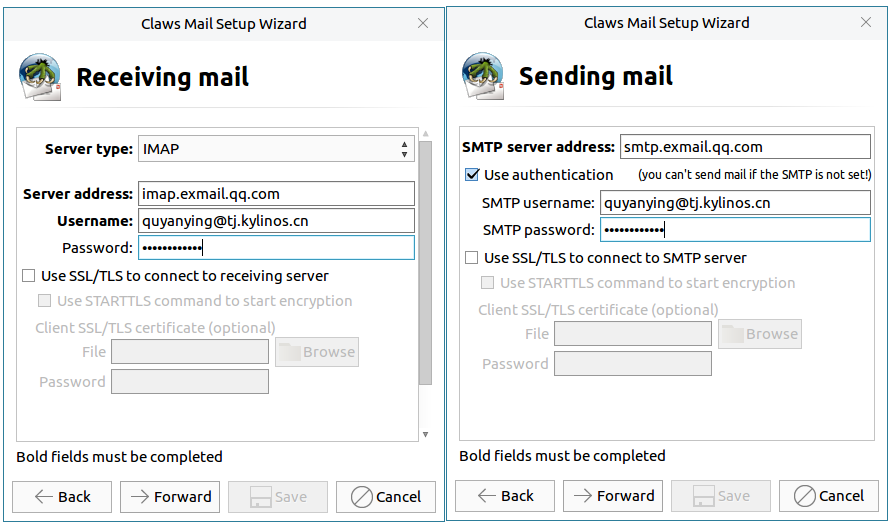 Claws Mail Setup Wizard
Receiving mail
Server type: IMAP
Server address: imap.exmail.qq.com
Username: quyanying@tj.kylinos.cn
Password: ••••••••••••
Use SSL/TLS to connect to receiving server
Use STARTTLS command to start encryption
Client SSL/TLS certificate (optional)
File Browse
Password
Bold fields must be completed
Back Forward Save Cancel
Claws Mail Setup Wizard
Sending mail
SMTP server address: smtp.exmail.qq.com
Use authentication (you can't send mail if the SMTP is not set!)
SMTP username: quyanying@tj.kylinos.cn
SMTP password: ••••••••••••
Use SSL/TLS to connect to SMTP server
Use STARTTLS command to start encryption
Client SSL/TLS certificate (optional)
File Browse
Password
Bold fields must be completed
Back Forward Save Cancel